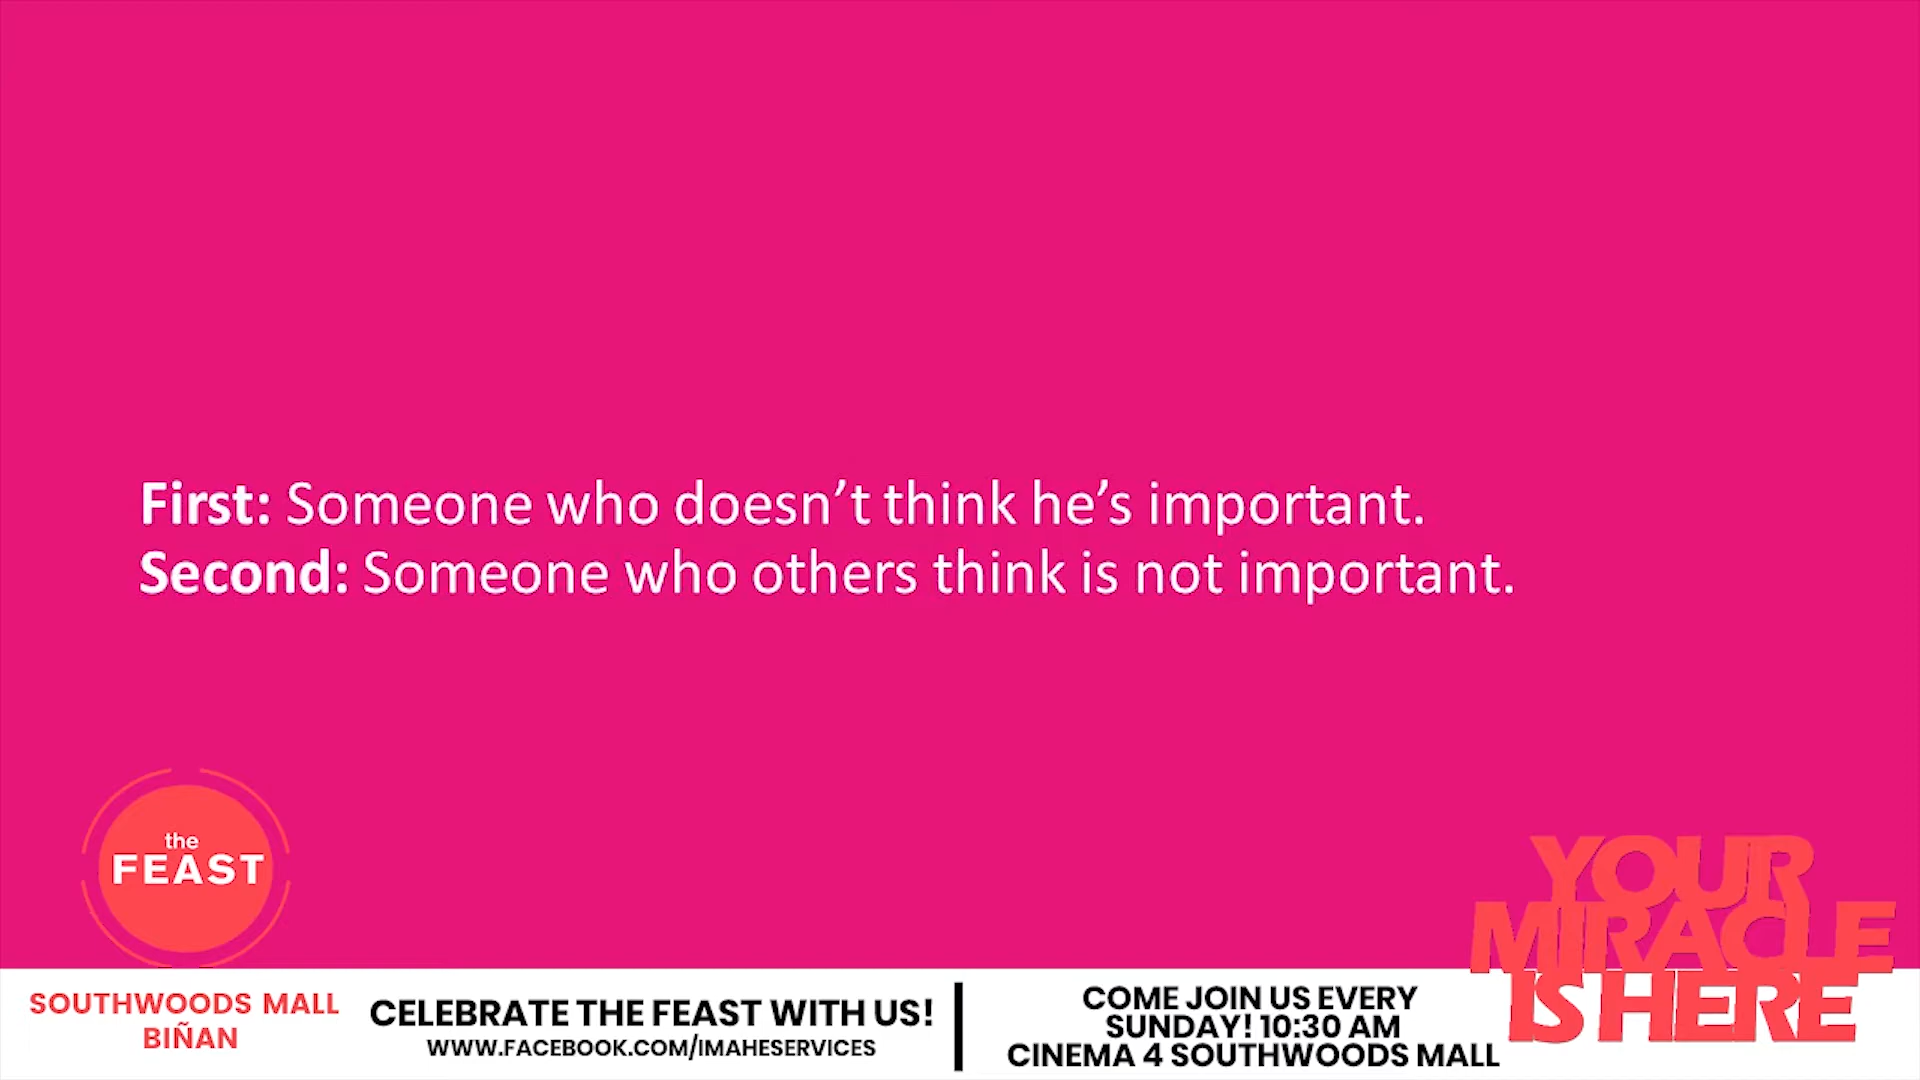 First: Someone who doesn’t think he’s important.
Second: Someone who others think is not important.
the
FEAST
YOUR
MIRACLE
IS HERE
SOUTHWOODS MALL
BIÑAN
CELEBRATE THE FEAST WITH US!
WWW.FACEBOOK.COM/IMAHESERVICES
COME JOIN US EVERY
SUNDAY! 10:30 AM
CINEMA 4 SOUTHWOODS MALL